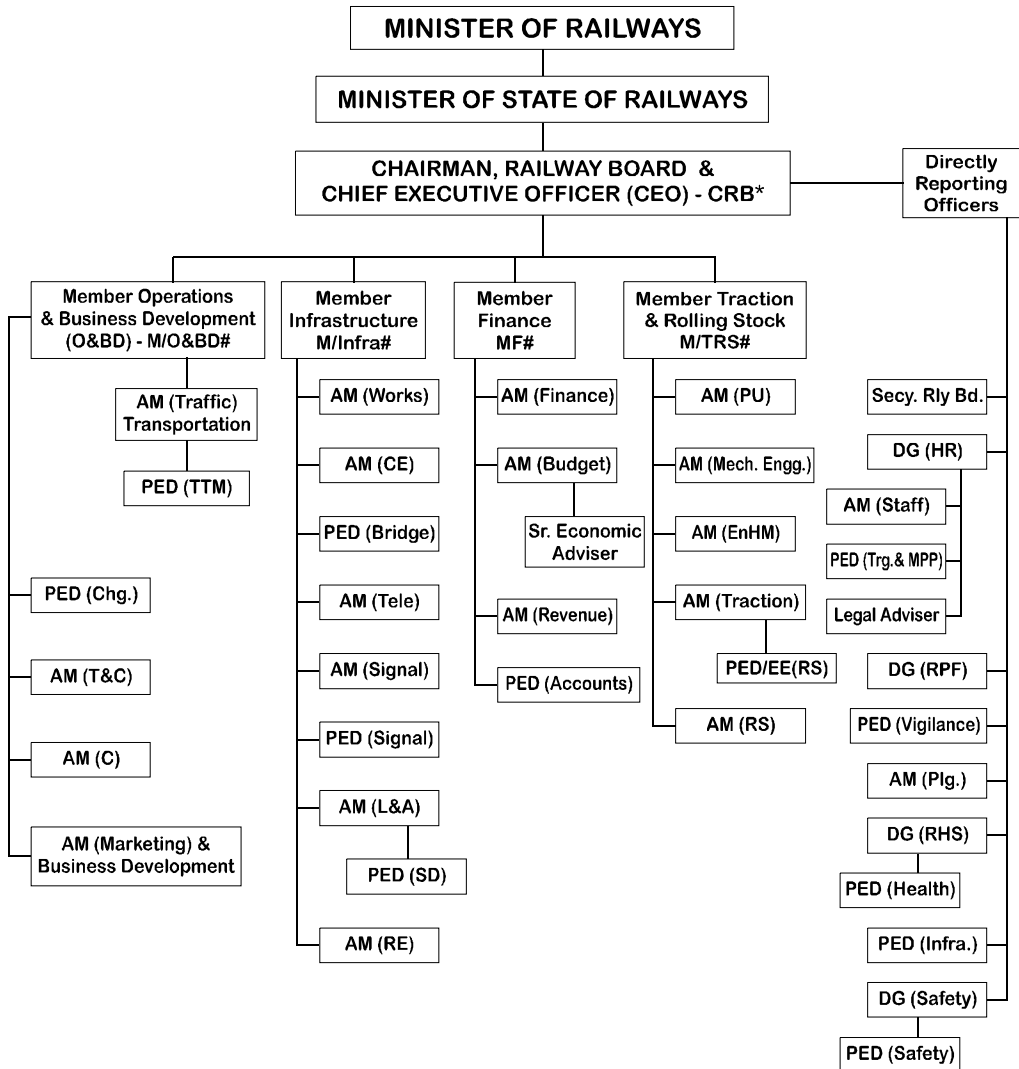 MINISTER OF RAILWAYS
MINISTER OF STATE OF RAILWAYS
CHAIRMAN, RAILWAY BOARD &
CHIEF EXECUTIVE OFFICER (CEO) - CRB*
Directly
Reporting
Officers
Member Operations
& Business Development
(O&BD) - M/O&BD#
AM (Traffic)
Transportation
PED (TTM)
PED (Chg.)
AM (T&C)
AM (C)
AM (Marketing) &
Business Development
Member
Infrastructure
M/Infra#
AM (Works)
AM (CE)
PED (Bridge)
AM (Tele)
AM (Signal)
PED (Signal)
AM (L&A)
PED (SD)
AM (RE)
Member
Finance
MF#
AM (Finance)
AM (Budget)
Sr. Economic
Adviser
AM (Revenue)
PED (Accounts)
Member Traction
& Rolling Stock
M/TRS#
AM (PU)
AM (Mech. Engg.)
AM (EnHM)
AM (Traction)
PED/EE(RS)
AM (RS)
Secy. Rly Bd.
DG (HR)
AM (Staff)
PED (Trg.& MPP)
Legal Adviser
DG (RPF)
PED (Vigilance)
AM (Plg.)
DG (RHS)
PED (Health)
PED (Infra.)
DG (Safety)
PED (Safety)